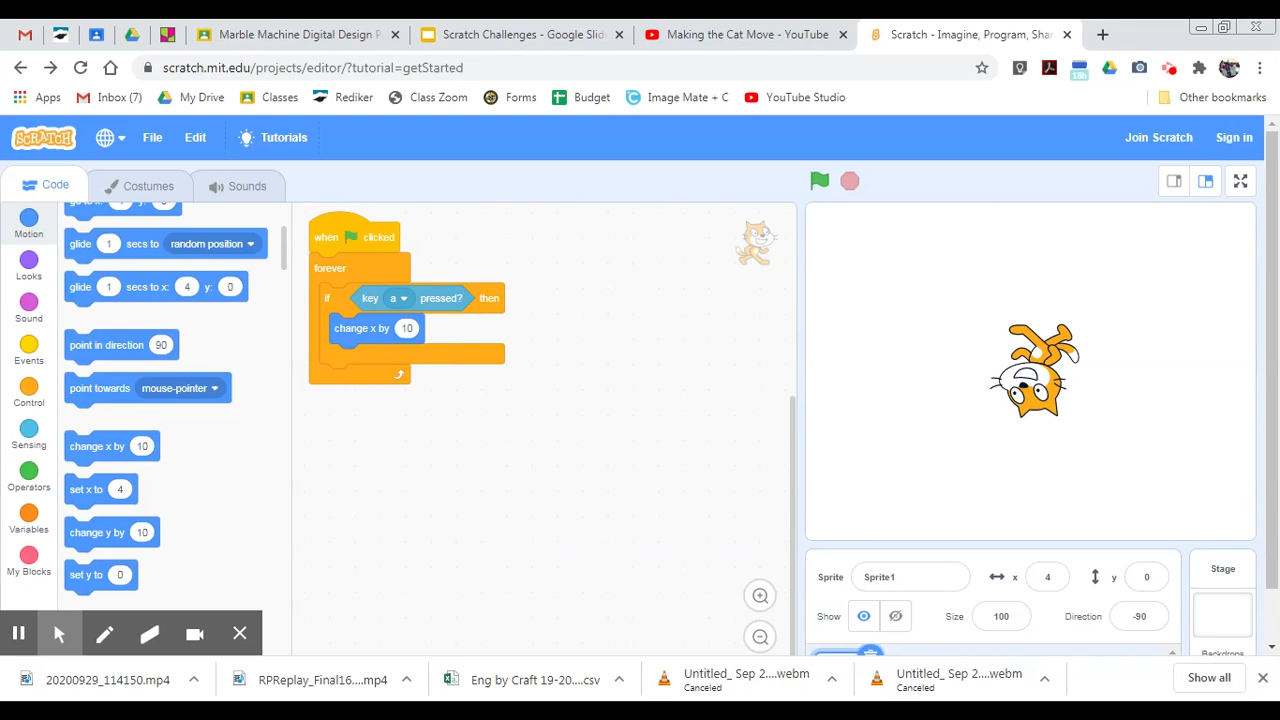 Marble Machine Digital Design P
Scratch Challenges - Google Slid
Making the Cat Move - YouTube
Scratch - Imagine, Program, Shar
scratch.mit.edu/projects/editor/?tutorial=getStarted
18h
Apps
Inbox (7)
My Drive
Classes
Rediker
Class Zoom
Forms
Budget
Image Mate + C
YouTube Studio
Other bookmarks
SCRATCH
File
Edit
Tutorials
Join Scratch
Sign in
Code
Costumes
Sounds
Motion
Looks
Sound
Events
Control
Sensing
Operators
Variables
My Blocks
glide 1 secs to random position
glide 1 secs to x: 4 y: 0
point in direction 90
point towards mouse-pointer
change x by 10
set x to 4
change y by 10
set y to 0
when clicked
forever
if key a pressed? then
change x by 10
Sprite Sprite1 x 4 y 0
Show Size 100 Direction -90
Stage
Backdrops
20200929_114150.mp4
RPReplay_Final16....mp4
Eng by Craft 19-20....csv
Untitled_ Sep 2....webm
Canceled
Untitled_ Sep 2....webm
Canceled
Show all